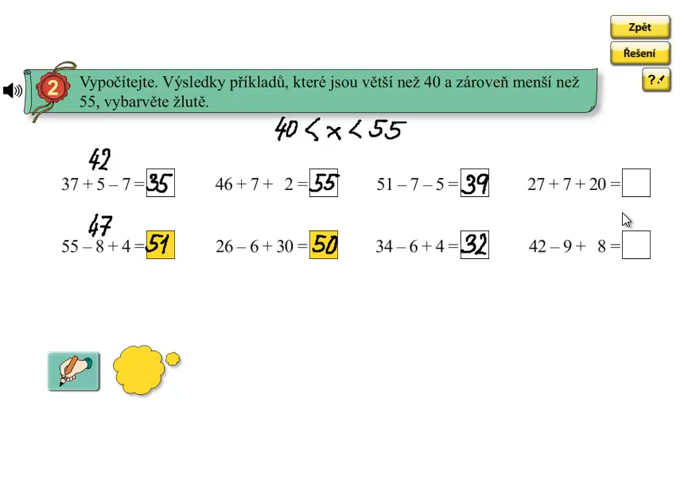 Zpět
Řešení
?
2 Vypočítejte. Výsledky příkladů, které jsou větší než 40 a zároveň menší než
55, vybarvěte žlutě.
40 < x < 55
42
37 + 5 – 7 = 35 46 + 7 + 2 = 55 51 – 7 – 5 = 39 27 + 7 + 20 =
47
55 – 8 + 4 = 51 26 – 6 + 30 = 50 34 – 6 + 4 = 32 42 – 9 + 8 =